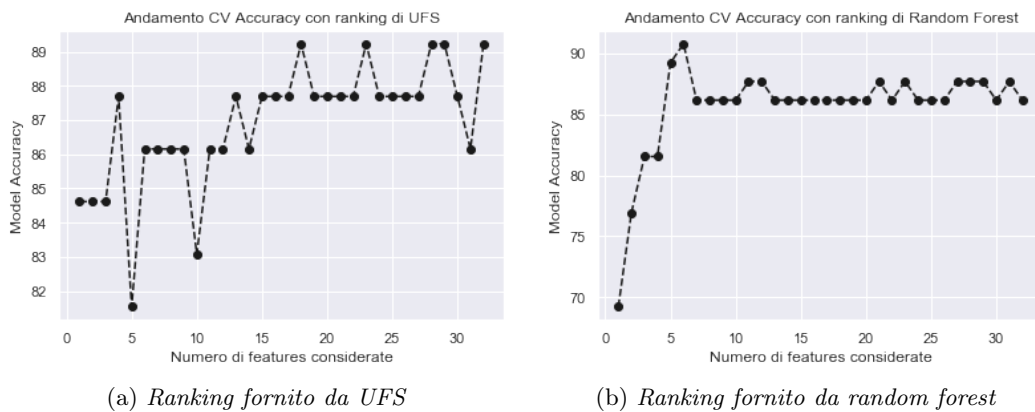 Andamento CV Accuracy con ranking di UFS
89
88
87
86
85
84
83
82
Model Accuracy
0 5 10 15 20 25 30
Numero di features considerate
(a) Ranking fornito da UFS
Andamento CV Accuracy con ranking di Random Forest
90
85
80
75
70
Model Accuracy
0 5 10 15 20 25 30
Numero di features considerate
(b) Ranking fornito da random forest